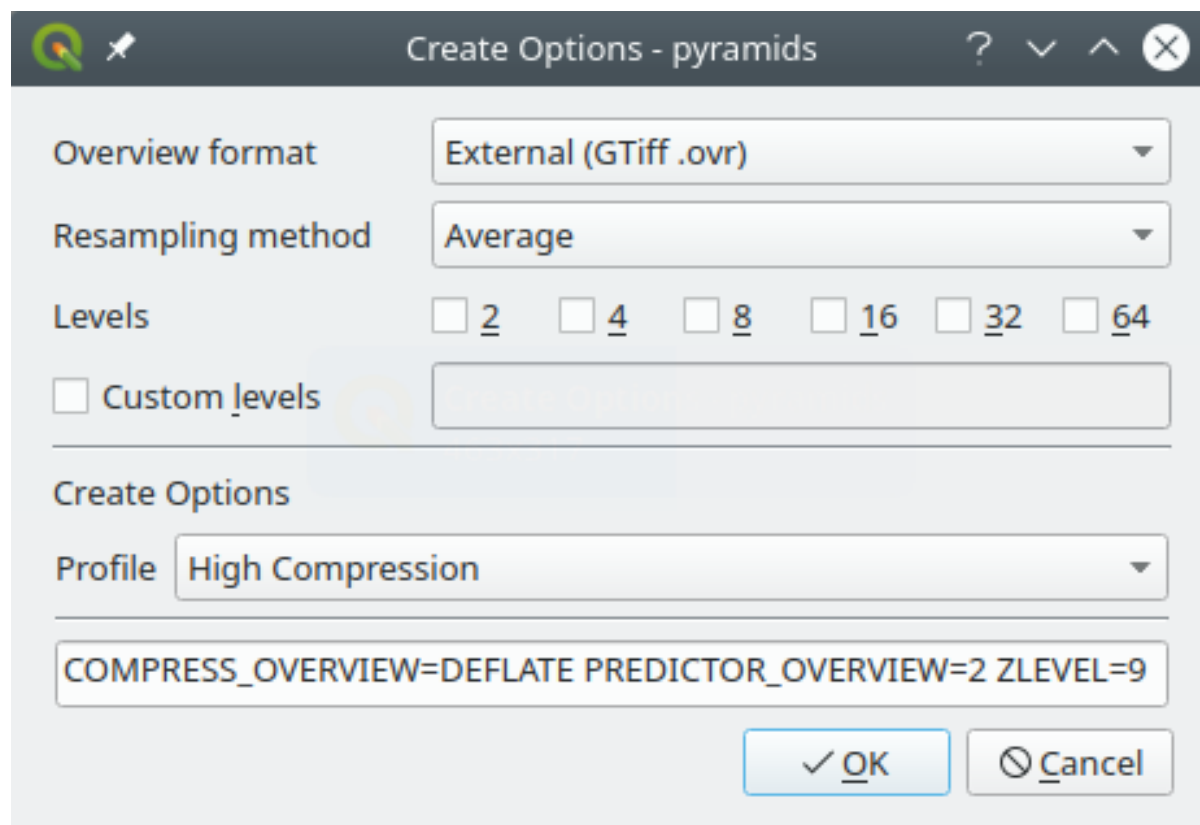 Create Options - pyramids
Overview format External (GTiff .ovr)
Resampling method Average
Levels 2 4 8 16 32 64
Custom levels
Create Options
Profile High Compression
COMPRESS_OVERVIEW=DEFLATE PREDICTOR_OVERVIEW=2 ZLEVEL=9
OK Cancel